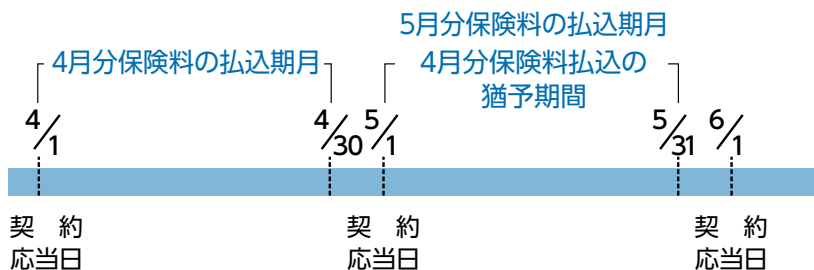 5月分保険料の払込期月
4月分保険料の払込期月
4月分保険料払込の
猶予期間
4/1
4/30
5/1
5/31
6/1
契　約
応当日
契　約
応当日
契　約
応当日